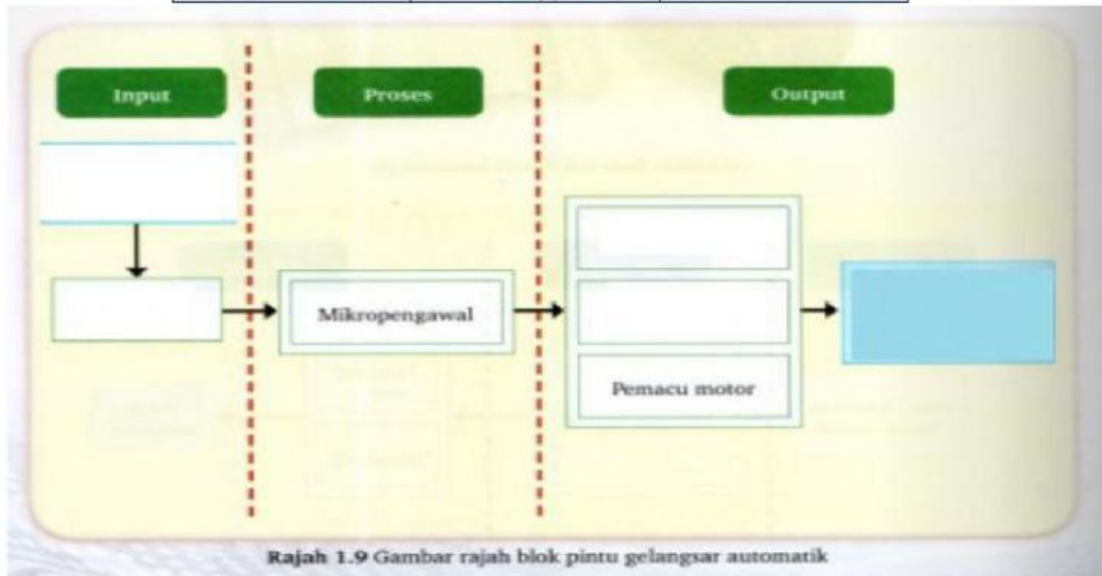 Input
Proses
Output
Mikropengawal
Pemacu motor
Rajah 1.9 Gambar rajah blok pintu gelangsar automatik